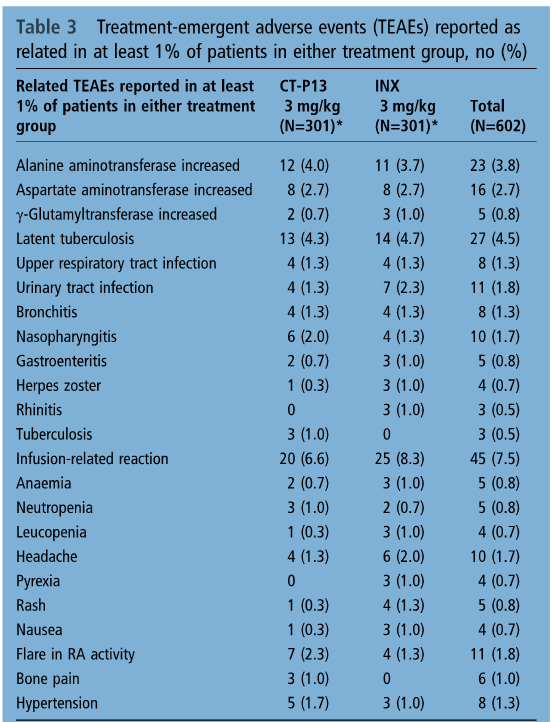 Table 3 Treatment-emergent adverse events (TEAEs) reported as
related in at least 1% of patients in either treatment group, no (%)
Related TEAEs reported in at least
1% of patients in either treatment
group
CT-P13
3 mg/kg
(N=301)*
INX
3 mg/kg
(N=301)*
Total
(N=602)
Alanine aminotransferase increased 12 (4.0) 11 (3.7) 23 (3.8)
Aspartate aminotransferase increased 8 (2.7) 8 (2.7) 16 (2.7)
γ-Glutamyltransferase increased 2 (0.7) 3 (1.0) 5 (0.8)
Latent tuberculosis 13 (4.3) 14 (4.7) 27 (4.5)
Upper respiratory tract infection 4 (1.3) 4 (1.3) 8 (1.3)
Urinary tract infection 4 (1.3) 7 (2.3) 11 (1.8)
Bronchitis 4 (1.3) 4 (1.3) 8 (1.3)
Nasopharyngitis 6 (2.0) 4 (1.3) 10 (1.7)
Gastroenteritis 2 (0.7) 3 (1.0) 5 (0.8)
Herpes zoster 1 (0.3) 3 (1.0) 4 (0.7)
Rhinitis 0 3 (1.0) 3 (0.5)
Tuberculosis 3 (1.0) 0 3 (0.5)
Infusion-related reaction 20 (6.6) 25 (8.3) 45 (7.5)
Anaemia 2 (0.7) 3 (1.0) 5 (0.8)
Neutropenia 3 (1.0) 2 (0.7) 5 (0.8)
Leucopenia 1 (0.3) 3 (1.0) 4 (0.7)
Headache 4 (1.3) 6 (2.0) 10 (1.7)
Pyrexia 0 3 (1.0) 4 (0.7)
Rash 1 (0.3) 4 (1.3) 5 (0.8)
Nausea 1 (0.3) 3 (1.0) 4 (0.7)
Flare in RA activity 7 (2.3) 4 (1.3) 11 (1.8)
Bone pain 3 (1.0) 0 6 (1.0)
Hypertension 5 (1.7) 3 (1.0) 8 (1.3)